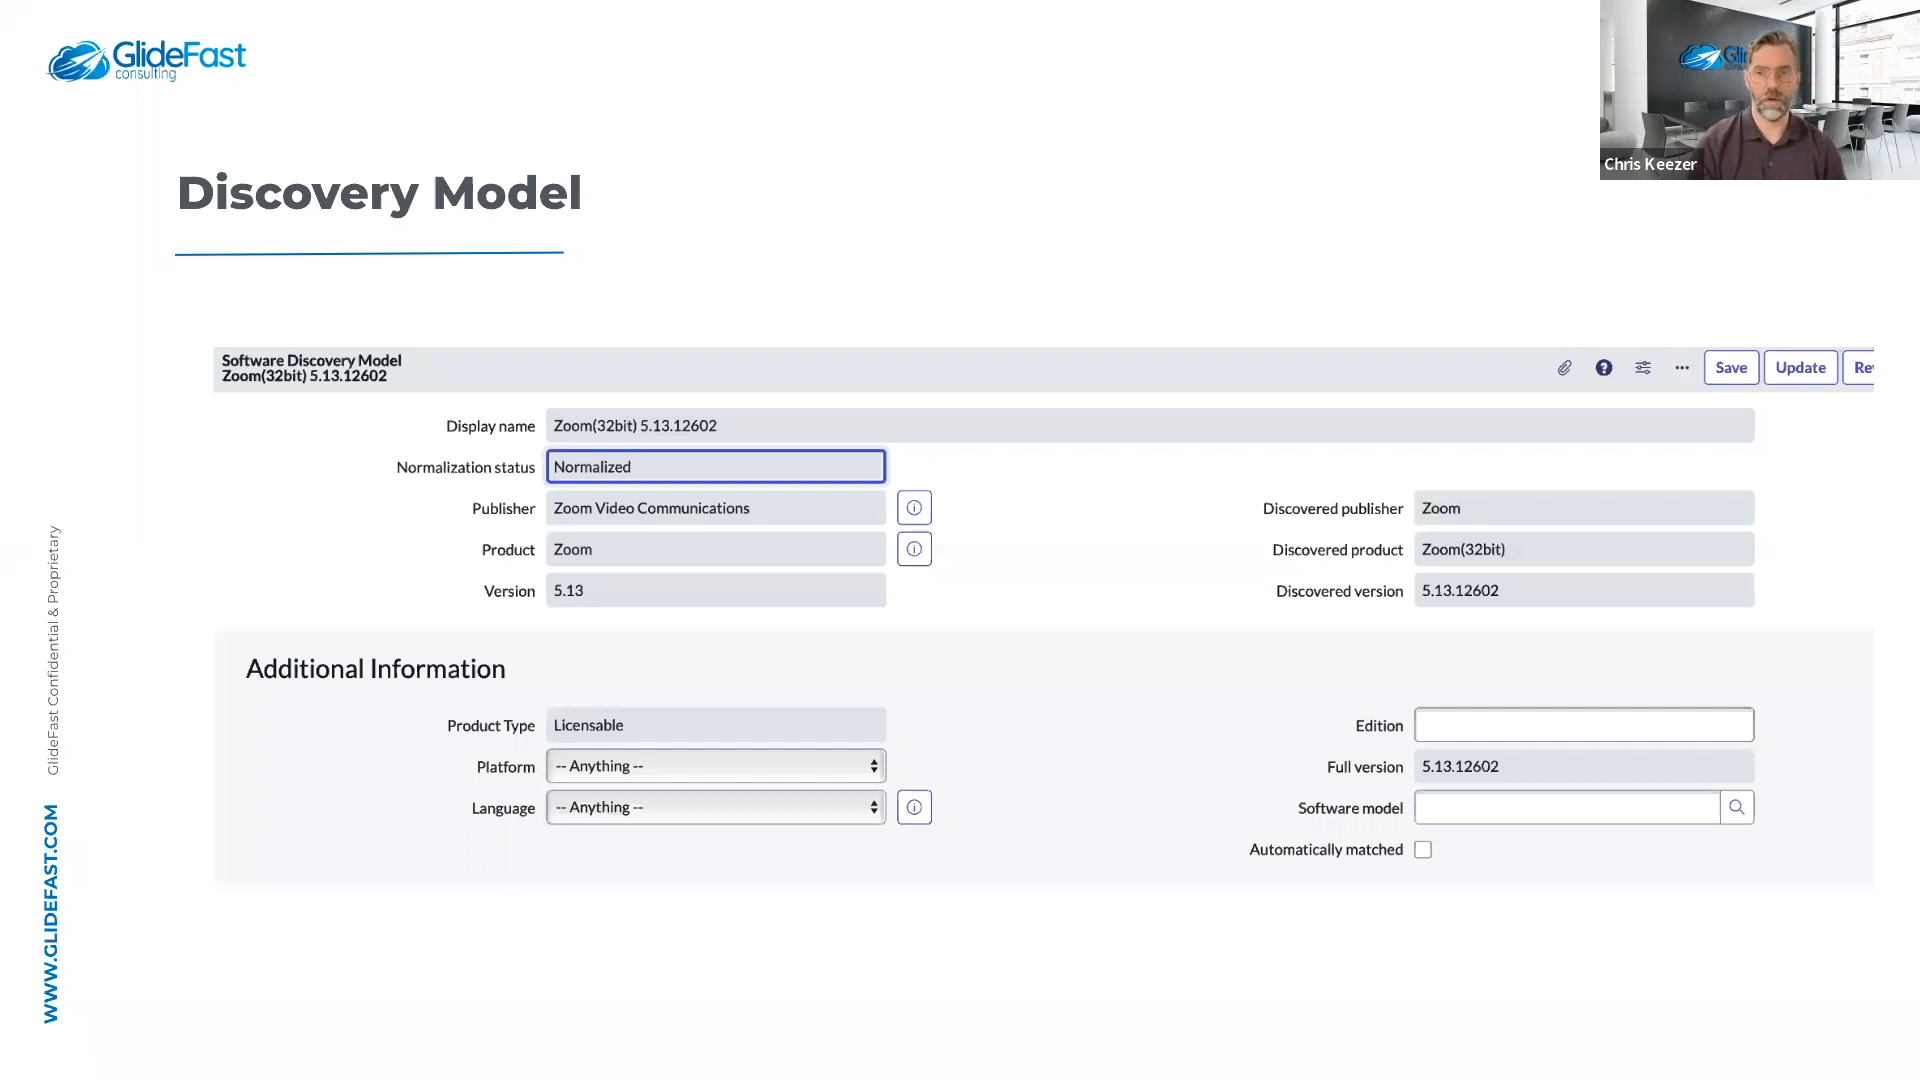 GlideFast
consulting
Chris Keezer
Discovery Model
Software Discovery Model
Zoom(32bit) 5.13.12602
Save
Update
Display name
Zoom(32bit) 5.13.12602
Normalization status
Normalized
Publisher
Zoom Video Communications
Discovered publisher
Zoom
Product
Zoom
Discovered product
Zoom(32bit)
Version
5.13
Discovered version
5.13.12602
Additional Information
Product Type
Licensable
Edition
Platform
-- Anything --
Full version
5.13.12602
Language
-- Anything --
Software model
Automatically matched
WWW.GLIDEFAST.COM
GlideFast Confidential & Proprietary